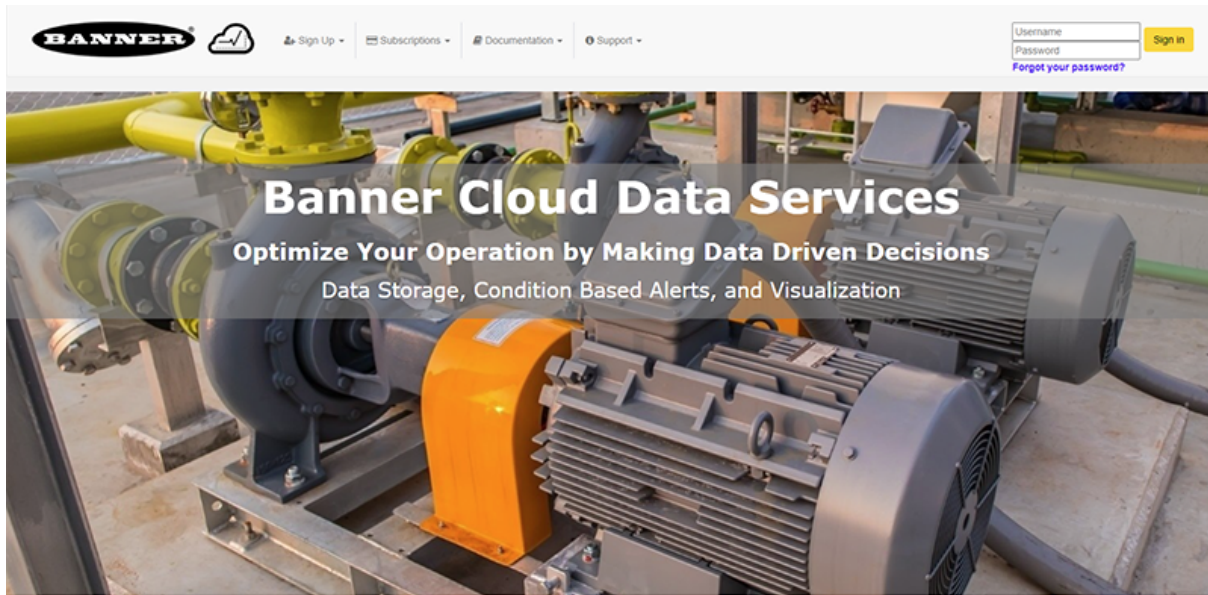 BANNER
Sign Up
Subscriptions
Documentation
Support
Username
Password
Sign in
Forgot your password?
Banner Cloud Data Services
Optimize Your Operation by Making Data Driven Decisions
Data Storage, Condition Based Alerts, and Visualization